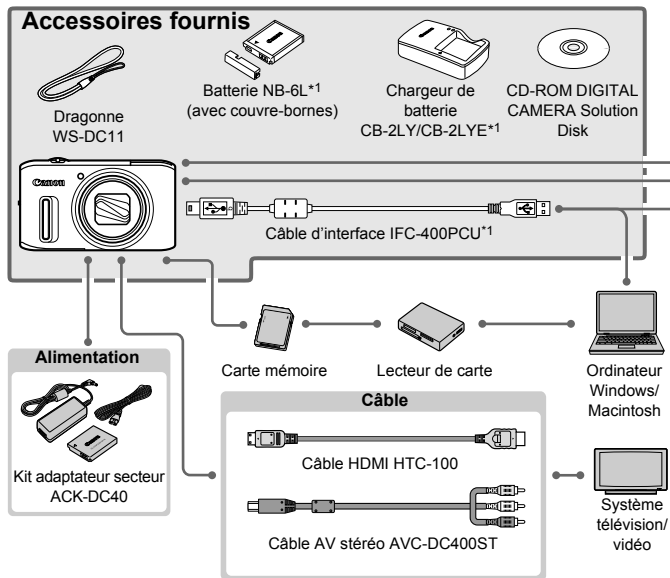 Accessoires fournis
Dragonne
WS-DC11
Batterie NB-6L*1
(avec couvre-bornes)
Chargeur de
batterie
CB-2LY/CB-2LYE*1
CD-ROM DIGITAL
CAMERA Solution
Disk
Canon
Câble d'interface IFC-400PCU*1
Carte mémoire
Lecteur de carte
Ordinateur
Windows/
Macintosh
Alimentation
Kit adaptateur secteur
ACK-DC40
Câble
Câble HDMI HTC-100
Câble AV stéréo AVC-DC400ST
Système
télévision/
vidéo